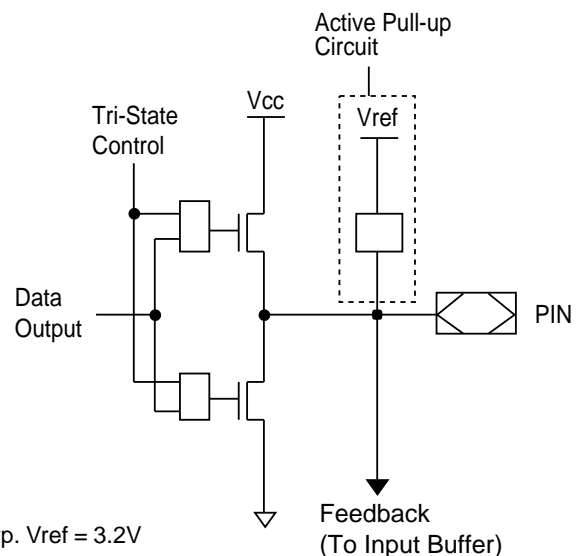 Active Pull-up
Circuit
Vcc
Vref
Tri-State
Control
Data
Output
PIN
Feedback
(To Input Buffer)
Vref = 3.2V